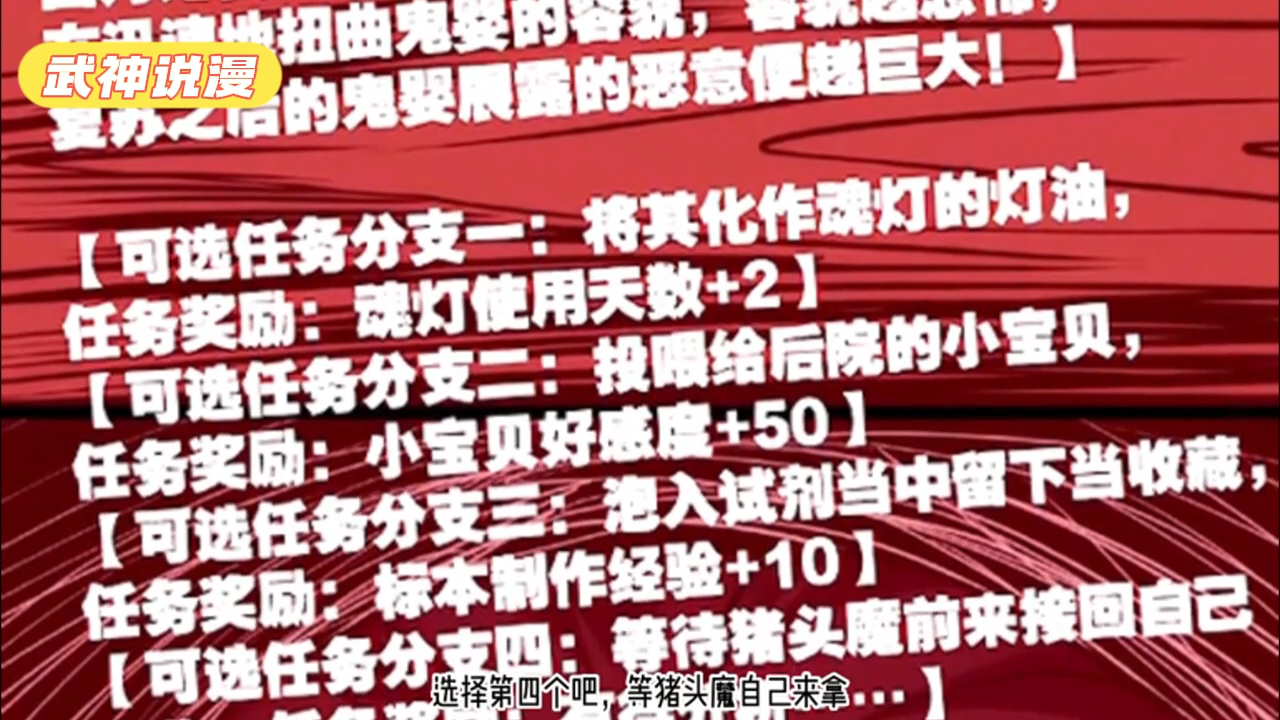 地扭曲鬼婴的容貌，容貌越恐怖，
武神说漫
复苏之后的鬼婴展露的恶意便越巨大！】
【可选任务分支一：将其化作魂灯的灯油，
任务奖励：魂灯使用天数+2】
【可选任务分支二：投喂给后院的小宝贝，
任务奖励：小宝贝好感度+50】
【可选任务分支三：泡入试剂当中留下当收藏，
任务奖励：标本制作经验+10】
【可选任务分支四：等待猪头魔前来接回自己
选择第四个吧，等猪头魔自己来拿